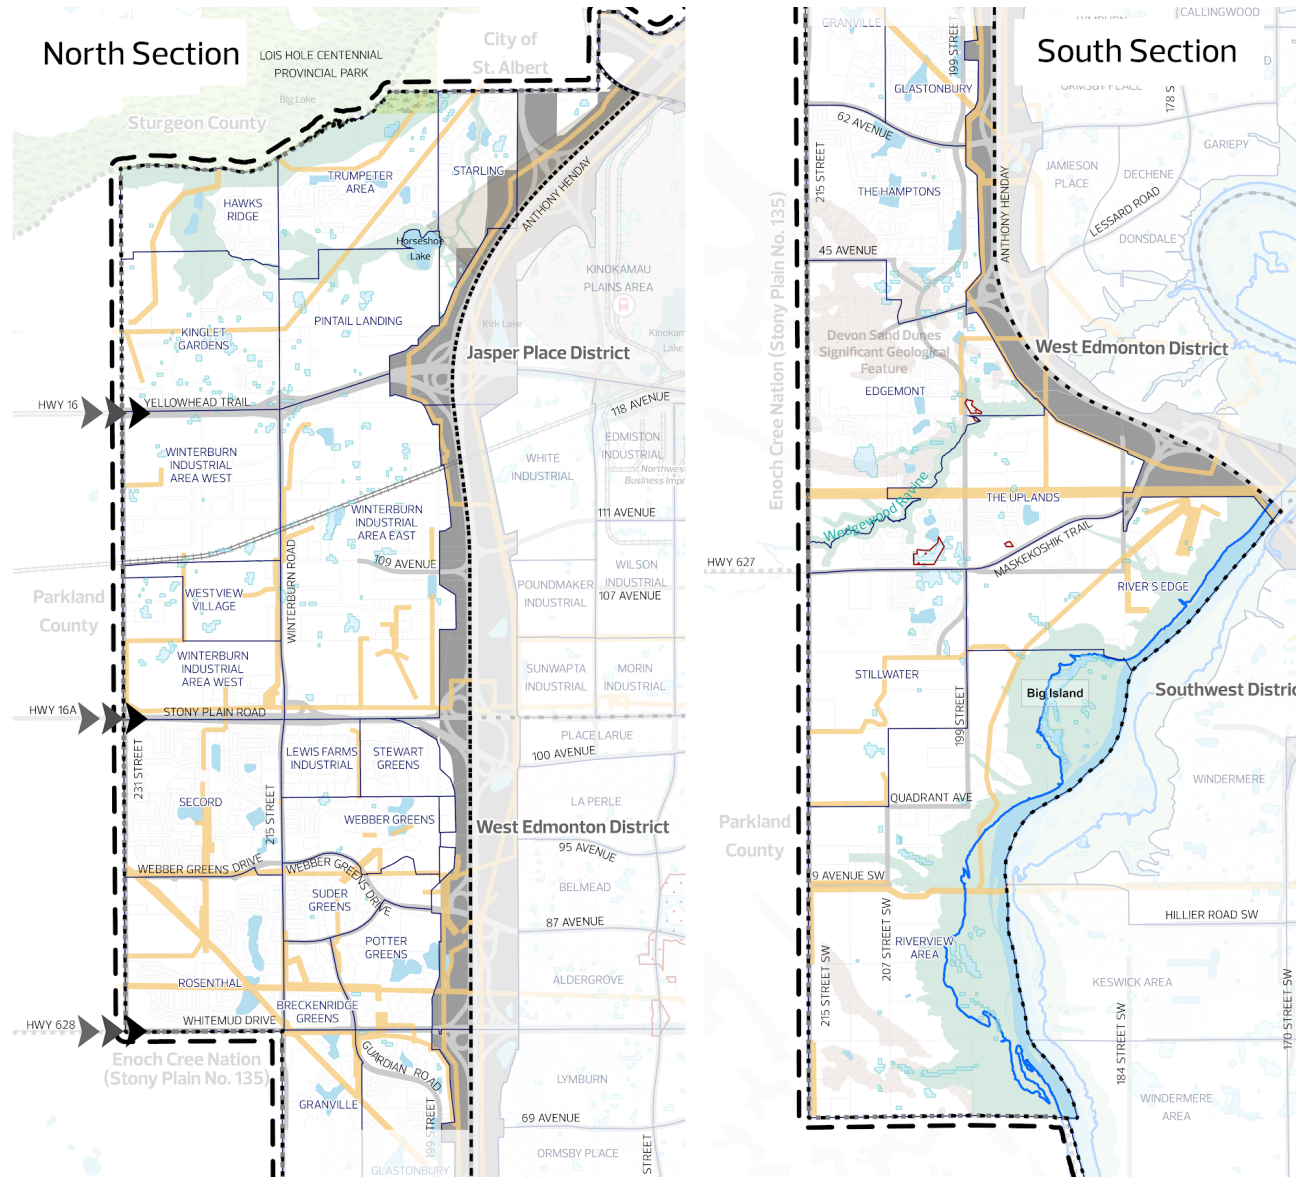 North Section
LOIS HOLE CENTENNIAL
PROVINCIAL PARK
City of
St. Albert
Big Lake
Sturgeon County
TRUMPETER
AREA
STARLING
HAWKS
RIDGE
ANTHONY HENDAY
Horseshoe
Lake
KINOKAMAU
PLAINS AREA
KINGLET
GARDENS
PINTAIL LANDING
Kirk Lake
Kinokam
Lake
Jasper Place District
HWY 16
YELLOWHEAD TRAIL
118 AVENUE
WINTERBURN
INDUSTRIAL
AREA WEST
WHITE
INDUSTRIAL
EDMISTON
INDUSTRIAL
Northwes
Business Impr
WINTERBURN
INDUSTRIAL
AREA EAST
111 AVENUE
109 AVENUE
WINTERBURN ROAD
WILSON
INDUSTRIAL
107 AVENUE
POUNDMAKER
INDUSTRIAL
Parkland
County
WESTVIEW
VILLAGE
WINTERBURN
INDUSTRIAL
AREA WEST
SUNWAPTA
INDUSTRIAL
MORIN
INDUSTRIAL
HWY 16A
STONY PLAIN ROAD
231 STREET
LEWIS FARMS
INDUSTRIAL
STEWART
GREENS
PLACE LARUE
100 AVENUE
SECORD
215 STREET
WEBBER GREENS
LA PERLE
West Edmonton District
95 AVENUE
WEBBER GREENS DRIVE
WEBBER GREENS DRIVE
SUDER
GREENS
BELMEAD
87 AVENUE
POTTER
GREENS
ROSENTHAL
ALDERGROVE
BRECKENRIDGE
GREENS
HWY 628
WHITEMUD DRIVE
Enoch Cree Nation
(Stony Plain No. 135)
GUARDIAN ROAD
LYMBURN
GRANVILLE
199 STREET
69 AVENUE
GLASTONBURY
ORMSBY PLACE
STREET
South Section
GRANVILLE
199 STREET
LYMBURN
CALLINGWOOD
D
GLASTONBURY
ORMSBY PLACE
178 S
62 AVENUE
215 STREET
GARIEPY
JAMIESON
PLACE
DECHENE
THE HAMPTONS
ANTHONY HENDAY
LESSARD ROAD
DONSDALE
45 AVENUE
Enoch Cree Nation (Stony Plain No. 135)
Devon Sand Dunes
Significant Geological
Feature
West Edmonton District
EDGEMONT
Wedgewood Ravine
THE UPLANDS
HWY 627
MASKEKOSHIK TRAIL
RIVER'S EDGE
STILLWATER
Big Island
Southwest Distric
199 STREET
WINDERMERE
QUADRANT AVE
Parkland
County
9 AVENUE SW
207 STREET SW
HILLIER ROAD SW
RIVERVIEW
AREA
215 STREET SW
KESWICK AREA
184 STREET SW
170 STREET SW
WINDERMERE
AREA